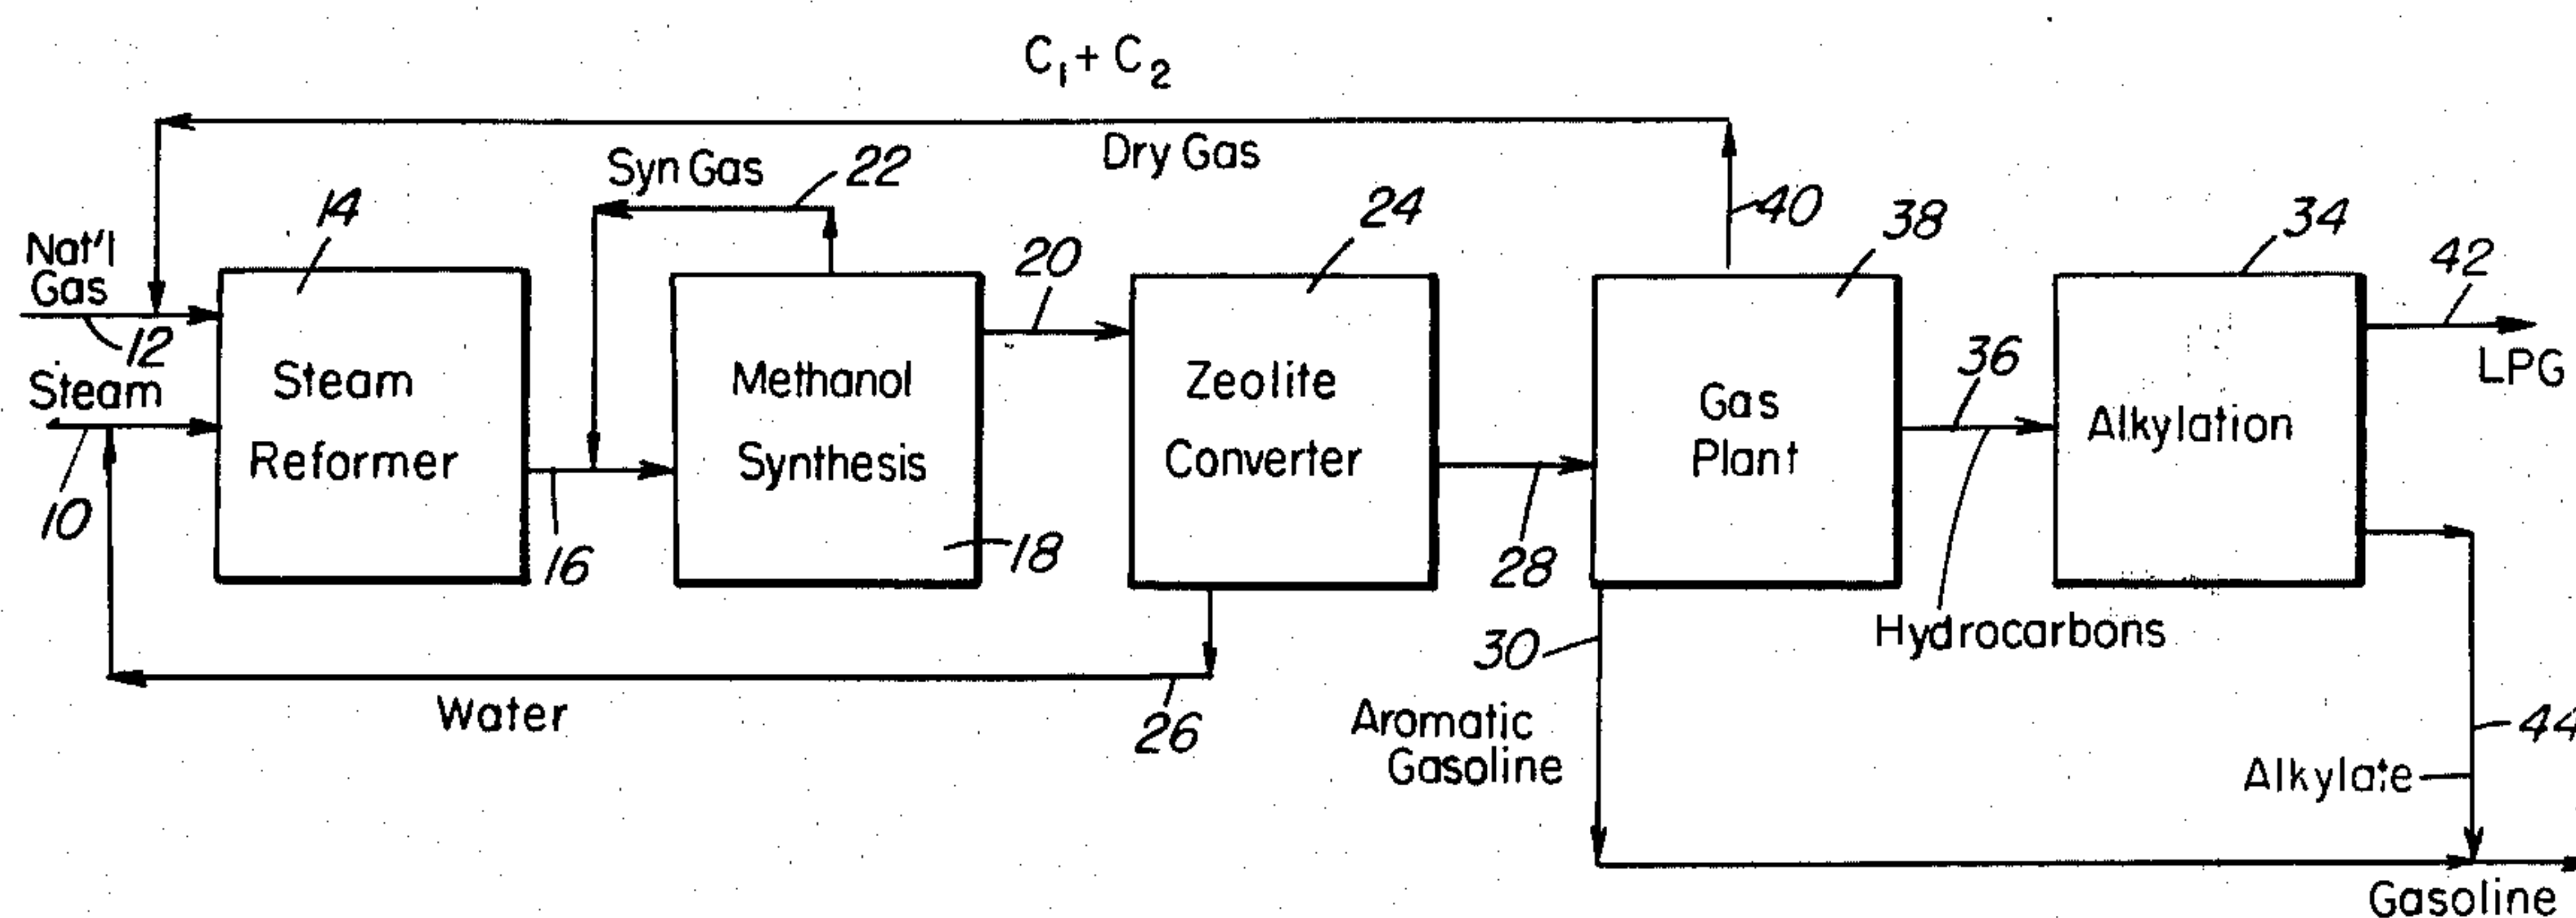 C1 + C2
Dry Gas
Syn Gas
22
14
24
40
38
34
Nat'l
Gas
20
42
12
Steam
Steam
Reformer
Methanol
Synthesis
Zeolite
Converter
Gas
Plant
36
Alkylation
LPG
10
16
18
28
Hydrocarbons
30
Water
26
Aromatic
Gasoline
44
Alkylate
Gasoline